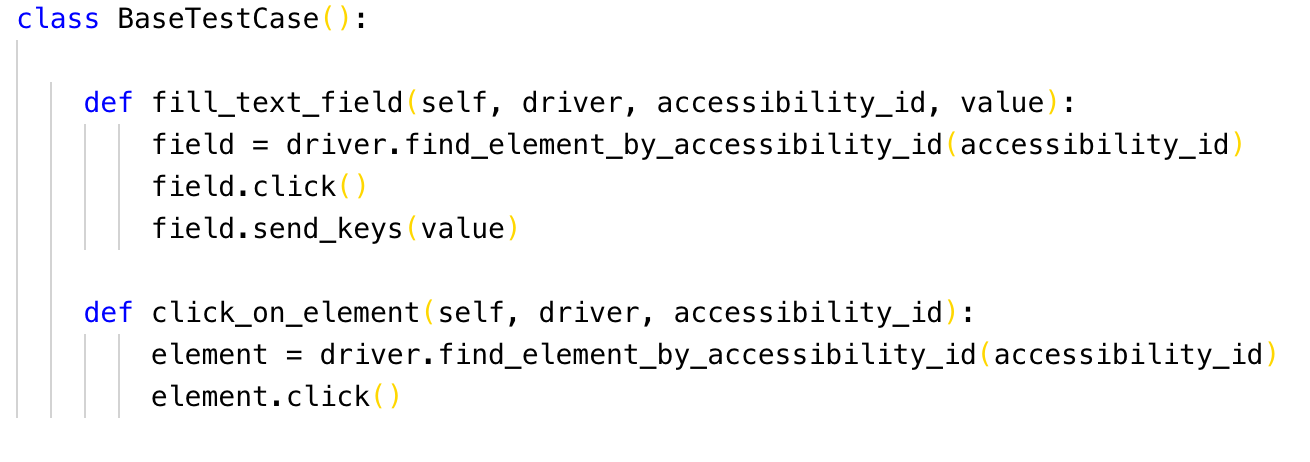 class BaseTestCase():
def fill_text_field(self, driver, accessibility_id, value):
field = driver.find_element_by_accessibility_id(accessibility_id)
field.click()
field.send_keys(value)
def click_on_element(self, driver, accessibility_id):
element = driver.find_element_by_accessibility_id(accessibility_id)
element.click()